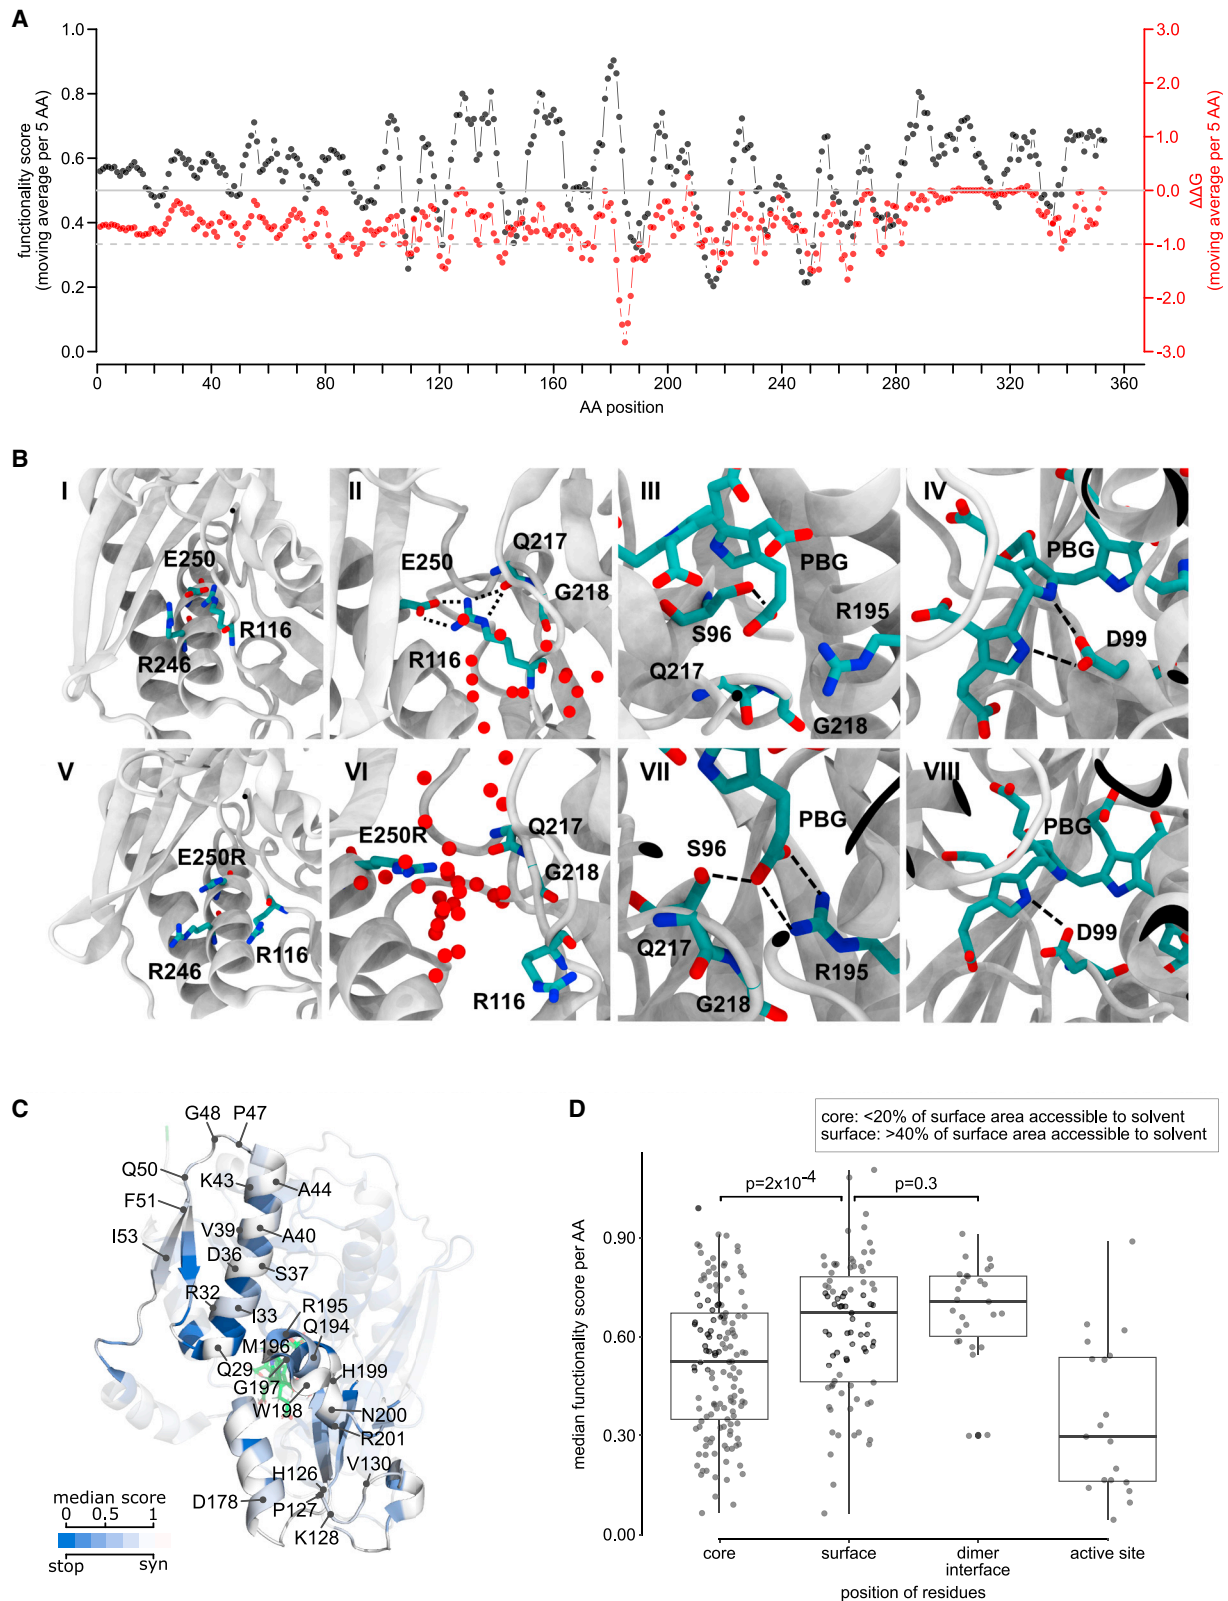 A
1.0
0.8
0.6
0.4
0.2
0.0
functionality score
(moving average per 5 AA)
3.0
2.0
1.0
0.0
-1.0
-2.0
-3.0
ΔΔG
(moving average per 5 AA)
0 40 80 120 160 200 240 280 320 360
AA position
B
I
E250
R116
R246
II
E250
Q217
G218
R116
III
PBG
S96
R195
Q217
G218
IV
PBG
D99
V
E250R
R246
R116
VI
E250R
Q217
G218
R116
VII
PBG
S96
Q217
R195
G218
VIII
PBG
D99
C
G48 P47
Q50
K43
A44
F51
V39
A40
I53
D36
S37
R32
I33
R195
Q194
M196
Q29
G197
H199
W198
N200
R201
H126
V130
D178
P127
K128
median score
0 0.5 1
stop syn
D
core: <20% of surface area accessible to solvent
surface: >40% of surface area accessible to solvent
p=2x10-4
p=0.3
0.90
0.60
0.30
0.00
median functionality score per AA
core surface dimer interface active site
position of residues